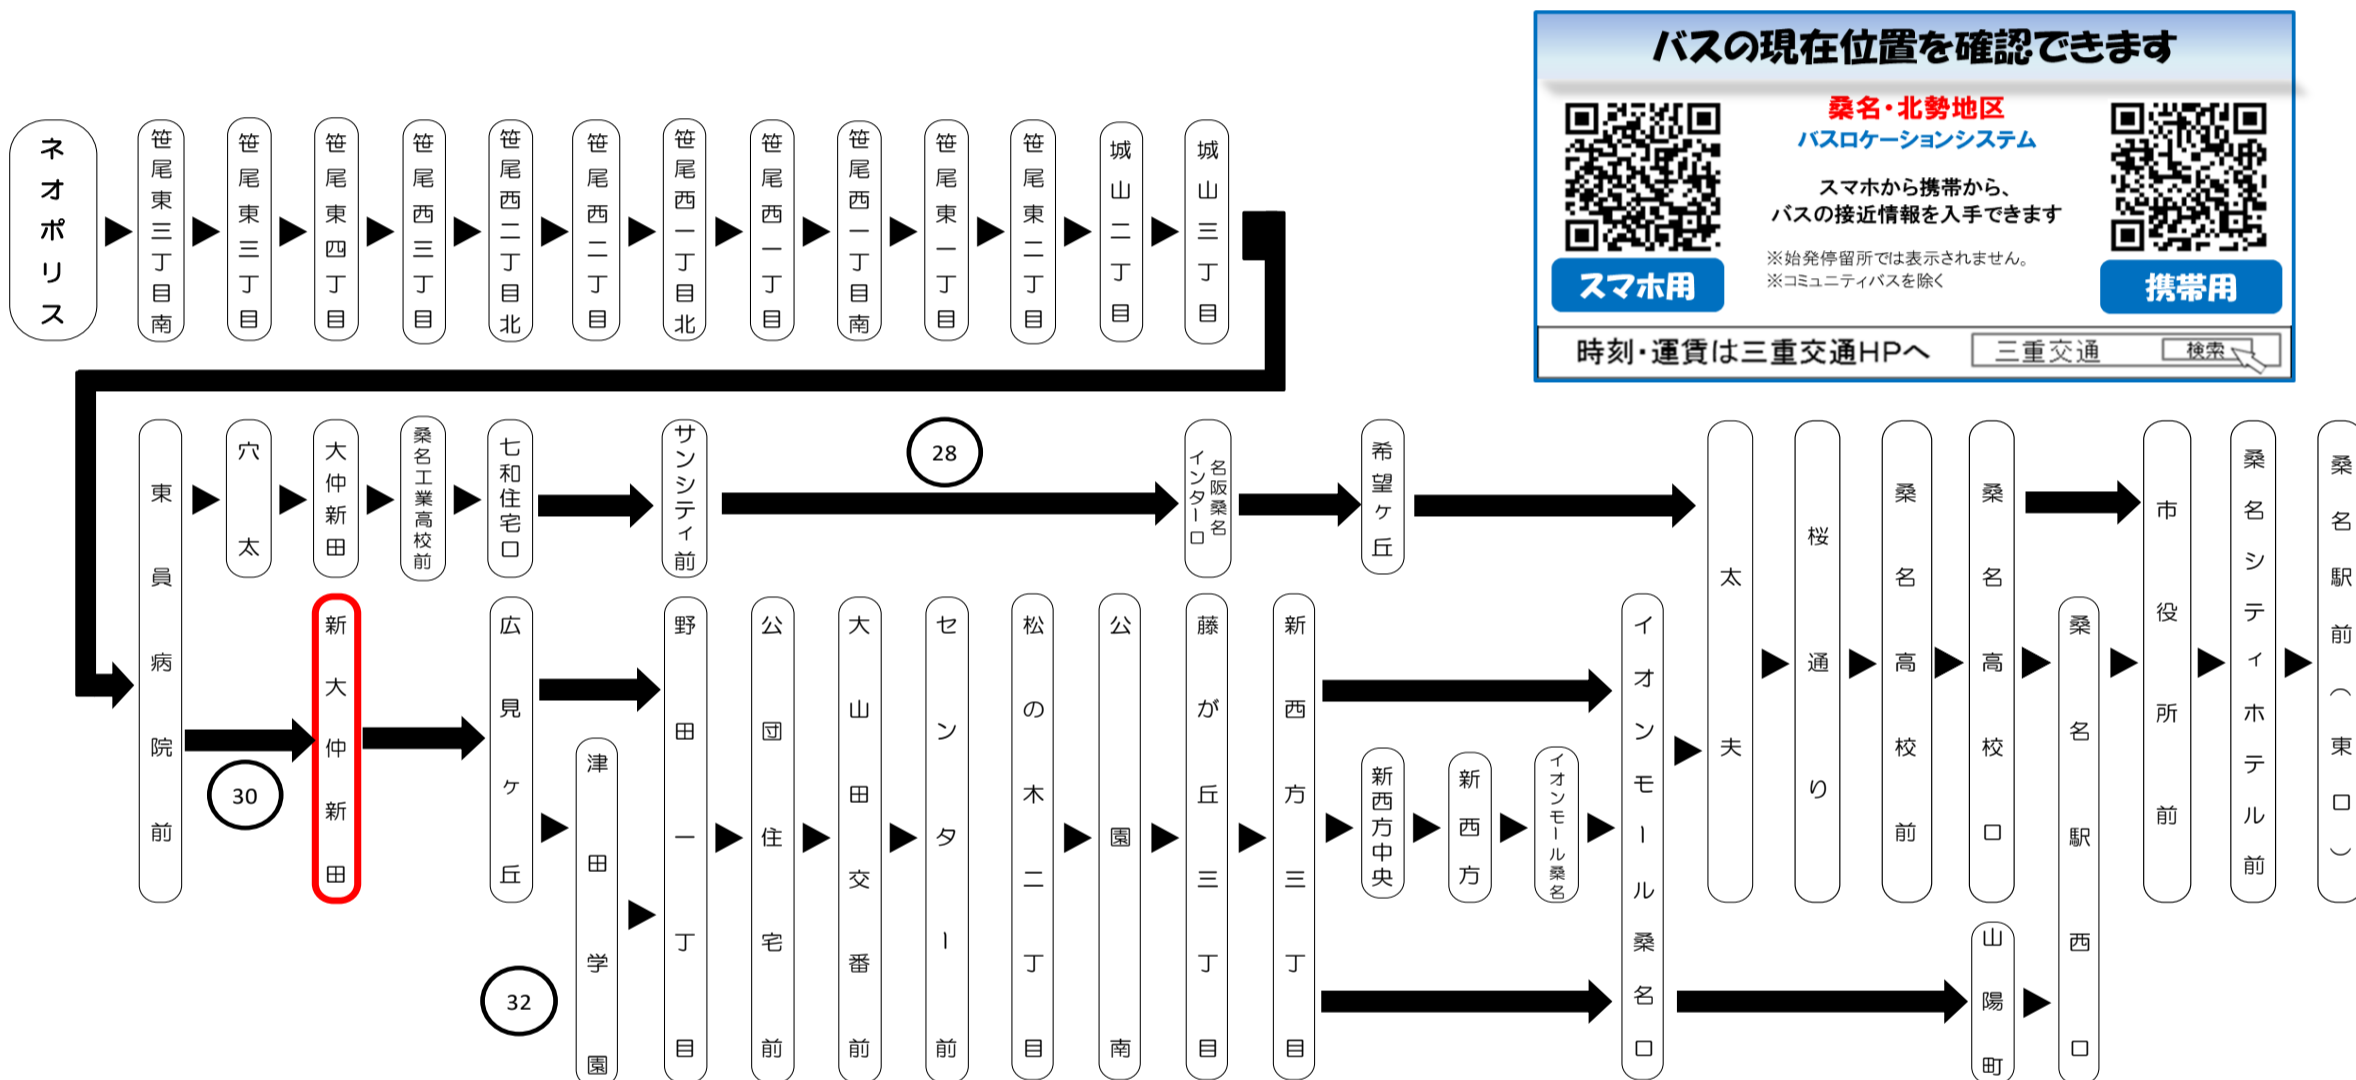 バスの現在位置を確認できます
桑名・北勢地区
バスロケーションシステム
スマホから携帯から、
バスの接近情報を入手できます
※始発停留所では表示されません。
※コミュニティバスを除く
スマホ用
携帯用
時刻・運賃は三重交通HPへ
三重交通
検索
ネオポリス
笹尾東三丁目南
笹尾東三丁目
笹尾東四丁目
笹尾西三丁目
笹尾西二丁目北
笹尾西二丁目
笹尾西一丁目北
笹尾西一丁目
笹尾西一丁目南
笹尾東一丁目
笹尾東二丁目
城山二丁目
城山三丁目
東員病院前
穴太
大仲新田
桑名工業高校前
七和住宅口
サンシティ前
28
名阪桑名
インター口
希望ヶ丘
30
新大仲新田
広見ヶ丘
津田学園
32
野田一丁目
公団住宅前
大山田交番前
センター前
松の木二丁目
公園南
藤が丘三丁目
新西方三丁目
新西方中央
新西方
イオンモール桑名
イオンモール桑名口
太夫
桜通り
桑名高校前
桑名高校口
山陽町
桑名駅西口
市役所前
桑名シティホテル前
桑名駅前（東口）